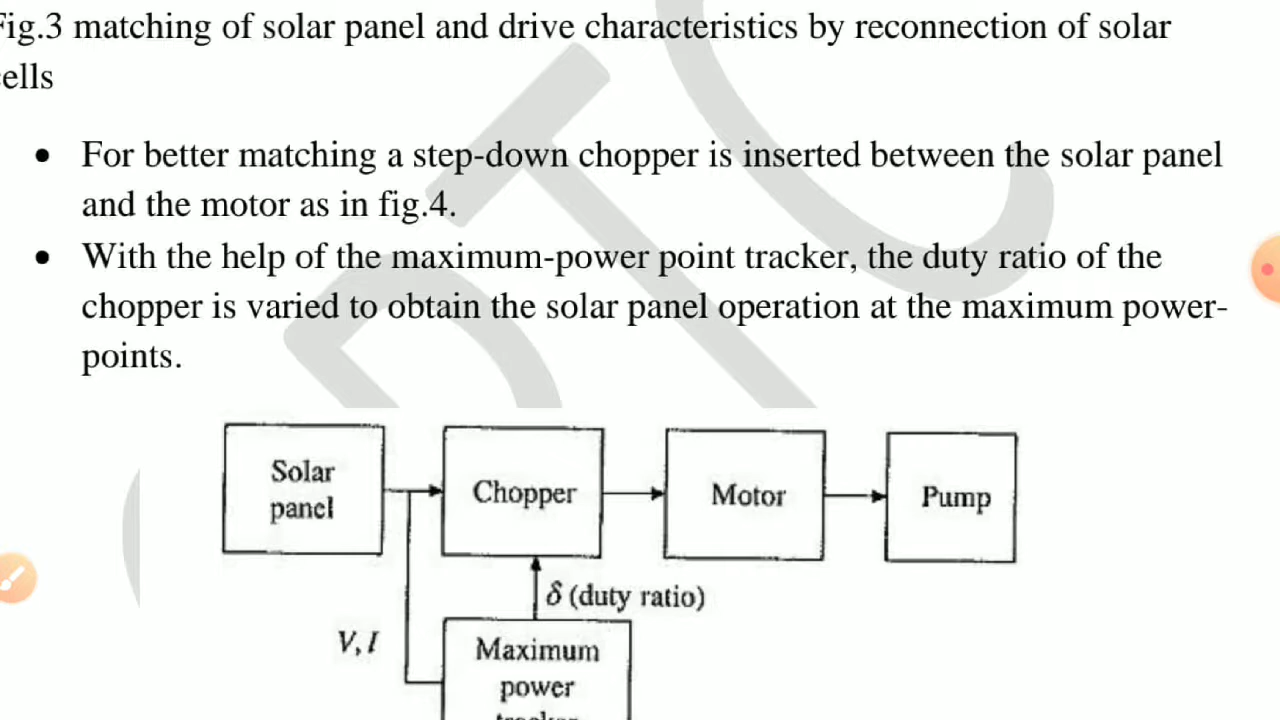 Fig.3 matching of solar panel and drive characteristics by reconnection of solar
cells
• For better matching a step-down chopper is inserted between the solar panel
and the motor as in fig.4.
• With the help of the maximum-power point tracker, the duty ratio of the
chopper is varied to obtain the solar panel operation at the maximum power-
points.
Solar
panel
Chopper
Motor
Pump
δ (duty ratio)
V, I
Maximum
power
tracker